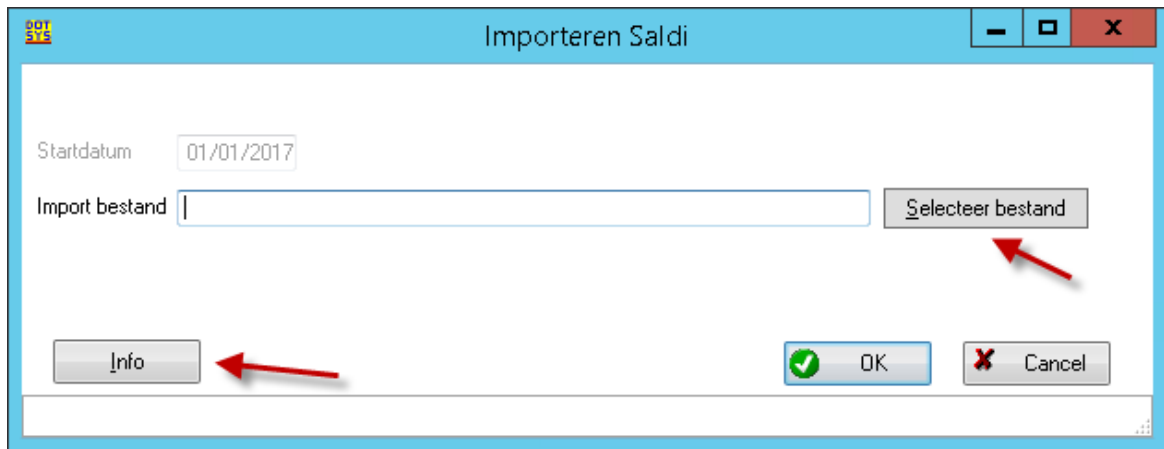 DOT
SYS
Importeren Saldi
Startdatum 01/01/2017
Import bestand Selecteer bestand
Info OK Cancel